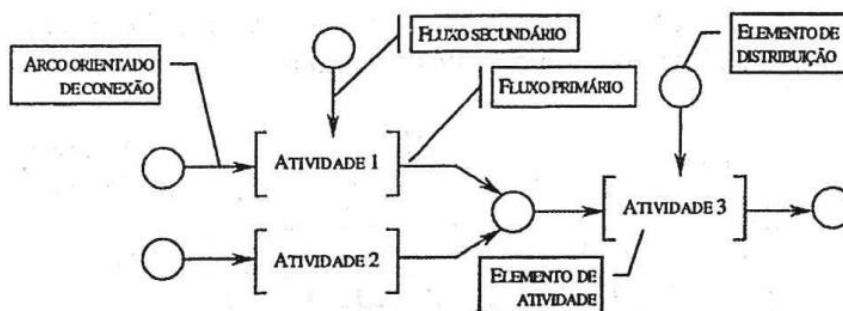 FLUXO SECUNDÁRIO
ELEMENTO DE
DISTRIBUIÇÃO
ARCO ORIENTADO
DE CONEXÃO
FLUXO PRIMÁRIO
ATIVIDADE 1
ATIVIDADE 3
ATIVIDADE 2
ELEMENTO DE
ATIVIDADE